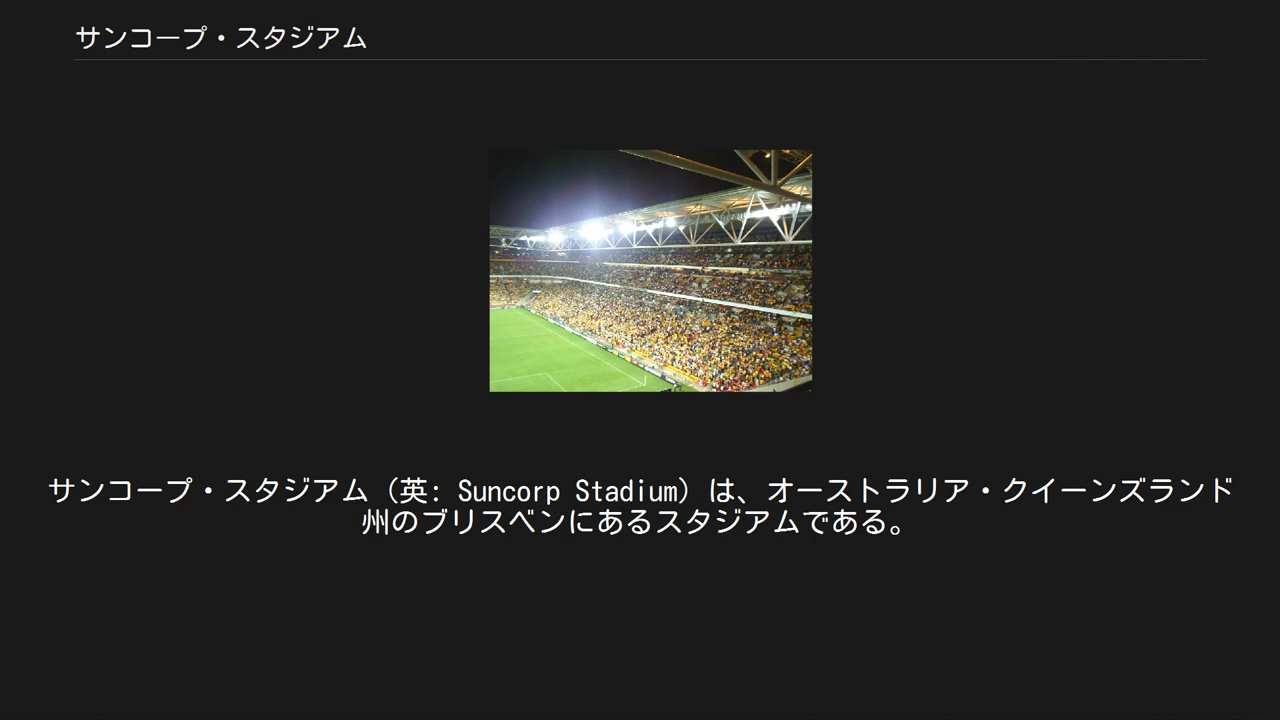 サンコープ・スタジアム
サンコープ・スタジアム（英: Suncorp Stadium）は、オーストラリア・クイーンズランド
州のブリスベンにあるスタジアムである。